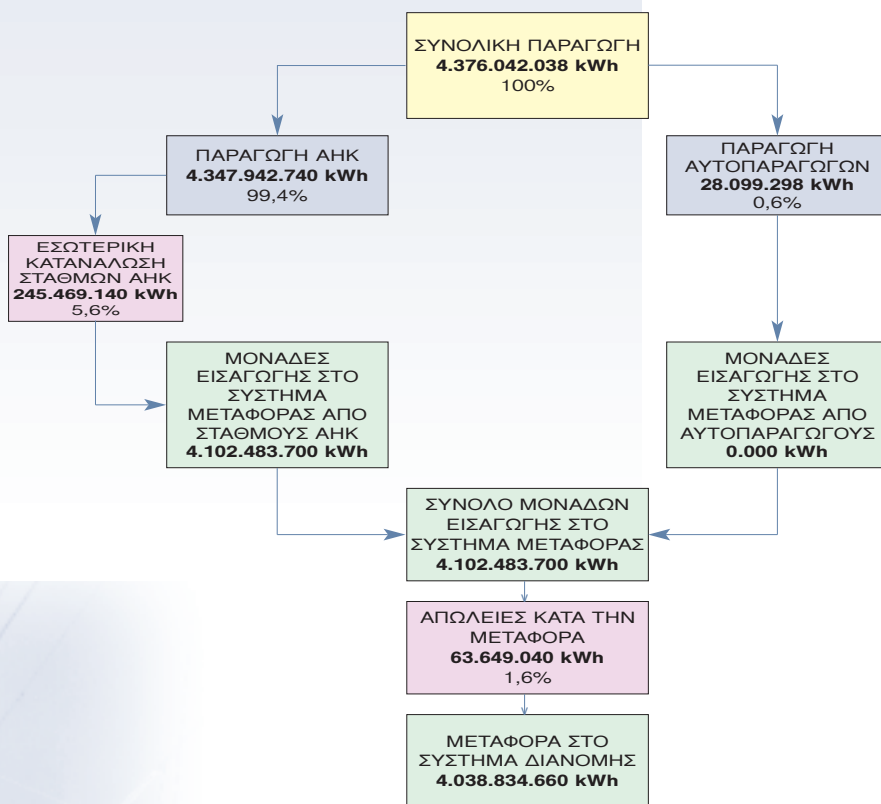 ΣΥΝΟΛΙΚΗ ΠΑΡΑΓΩΓΗ
4.376.042.038 kWh
100%
ΠΑΡΑΓΩΓΗ ΑΗΚ
4.347.942.740 kWh
99,4%
ΠΑΡΑΓΩΓΗ
ΑΥΤΟΠΑΡΑΓΩΓΩΝ
28.099.298 kWh
0,6%
ΕΣΩΤΕΡΙΚΗ
ΚΑΤΑΝΑΛΩΣΗ
ΣΤΑΘΜΩΝ ΑΗΚ
245.469.140 kWh
5,6%
ΜΟΝΑΔΕΣ
ΕΙΣΑΓΩΓΗΣ ΣΤΟ
ΣΥΣΤΗΜΑ
ΜΕΤΑΦΟΡΑΣ ΑΠΟ
ΣΤΑΘΜΟΥΣ ΑΗΚ
4.102.483.700 kWh
ΜΟΝΑΔΕΣ
ΕΙΣΑΓΩΓΗΣ ΣΤΟ
ΣΥΣΤΗΜΑ
ΜΕΤΑΦΟΡΑΣ ΑΠΟ
ΑΥΤΟΠΑΡΑΓΩΓΟΥΣ
0.000 kWh
ΣΥΝΟΛΟ ΜΟΝΑΔΩΝ
ΕΙΣΑΓΩΓΗΣ ΣΤΟ
ΣΥΣΤΗΜΑ ΜΕΤΑΦΟΡΑΣ
4.102.483.700 kWh
ΑΠΩΛΕΙΕΣ ΚΑΤΑ ΤΗΝ
ΜΕΤΑΦΟΡΑ
63.649.040 kWh
1,6%
ΜΕΤΑΦΟΡΑ ΣΤΟ
ΣΥΣΤΗΜΑ ΔΙΑΝΟΜΗΣ
4.038.834.660 kWh